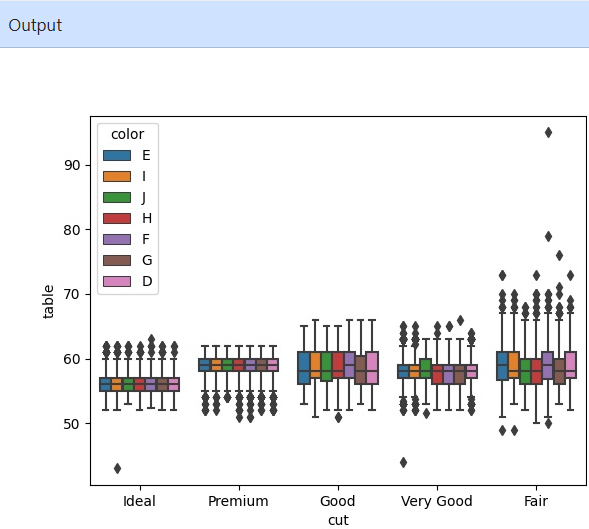 Output
color
E
I
J
H
F
G
D
90
80
70
60
50
table
Ideal Premium Good Very Good Fair
cut